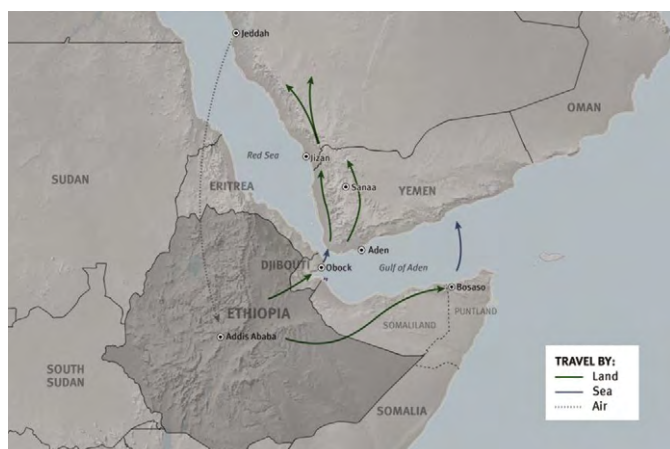 Jeddah
OMAN
Red Sea
Jizan
SUDAN
ERITREA
Sanaa
YEMEN
Aden
DJIBOUTI
Obock
Gulf of Aden
ETHIOPIA
Bosaso
PUNTLAND
SOMALILAND
Addis Ababa
SOUTH
SUDAN
SOMALIA
TRAVEL BY:
Land
Sea
Air